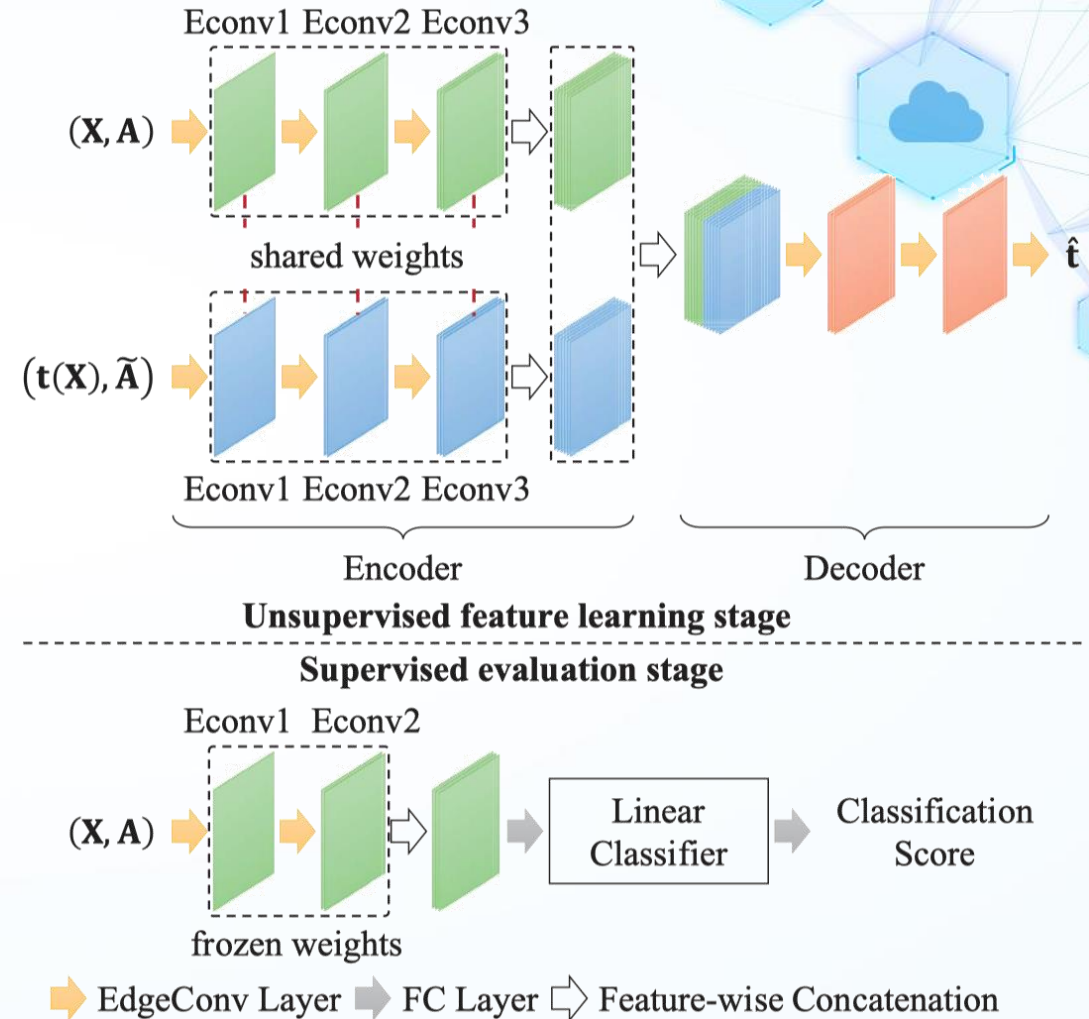 Econv1 Econv2 Econv3
(X, A)
shared weights
t̂
(t(X), Ã)
Econv1 Econv2 Econv3
Encoder
Decoder
Unsupervised feature learning stage
Supervised evaluation stage
Econv1 Econv2
(X, A)
Linear
Classifier
Classification
Score
frozen weights
EdgeConv Layer FC Layer Feature-wise Concatenation